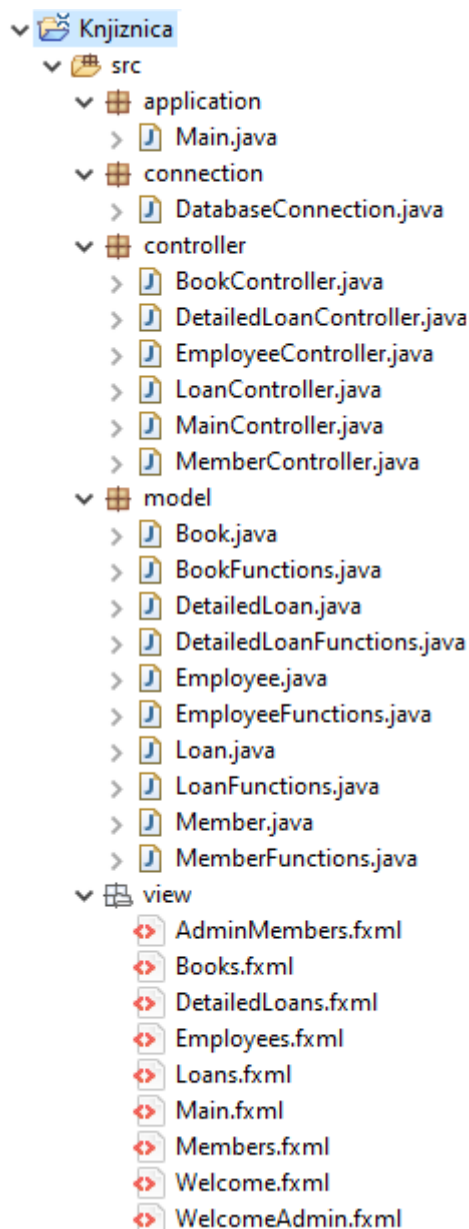 Knjiznica
src
application
Main.java
connection
DatabaseConnection.java
controller
BookController.java
DetailedLoanController.java
EmployeeController.java
LoanController.java
MainController.java
MemberController.java
model
Book.java
BookFunctions.java
DetailedLoan.java
DetailedLoanFunctions.java
Employee.java
EmployeeFunctions.java
Loan.java
LoanFunctions.java
Member.java
MemberFunctions.java
view
AdminMembers.fxml
Books.fxml
DetailedLoans.fxml
Employees.fxml
Loans.fxml
Main.fxml
Members.fxml
Welcome.fxml
WelcomeAdmin.fxml